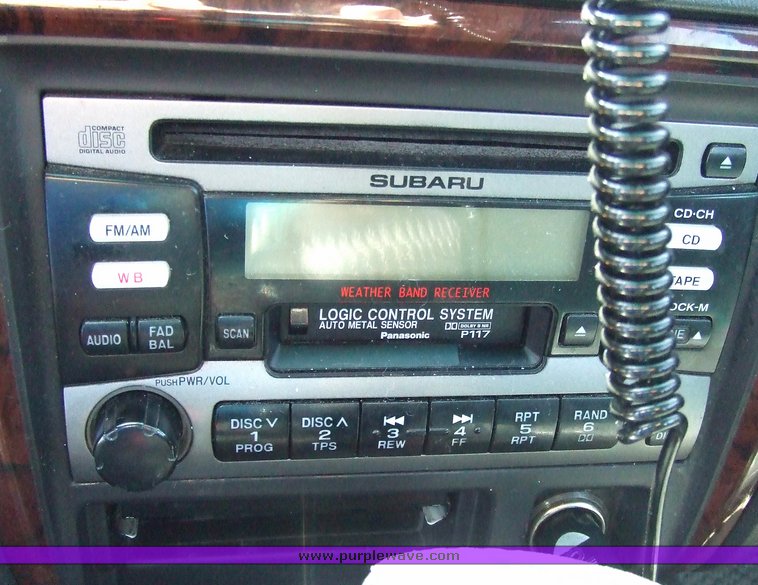 COMPACT
disc
DIGITAL AUDIO
SUBARU
CD·CH
FM/AM
CD
WB
TAPE
WEATHER BAND RECEIVER
LOGIC CONTROL SYSTEM
AUTO METAL SENSOR
DOLBY B NR
Panasonic
P117
AUDIO
FAD
BAL
SCAN
PUSH PWR/VOL
DISC
1
PROG
DISC
2
TPS
3
REW
4
FF
RPT
5
RPT
RAND
6
www.purplewave.com